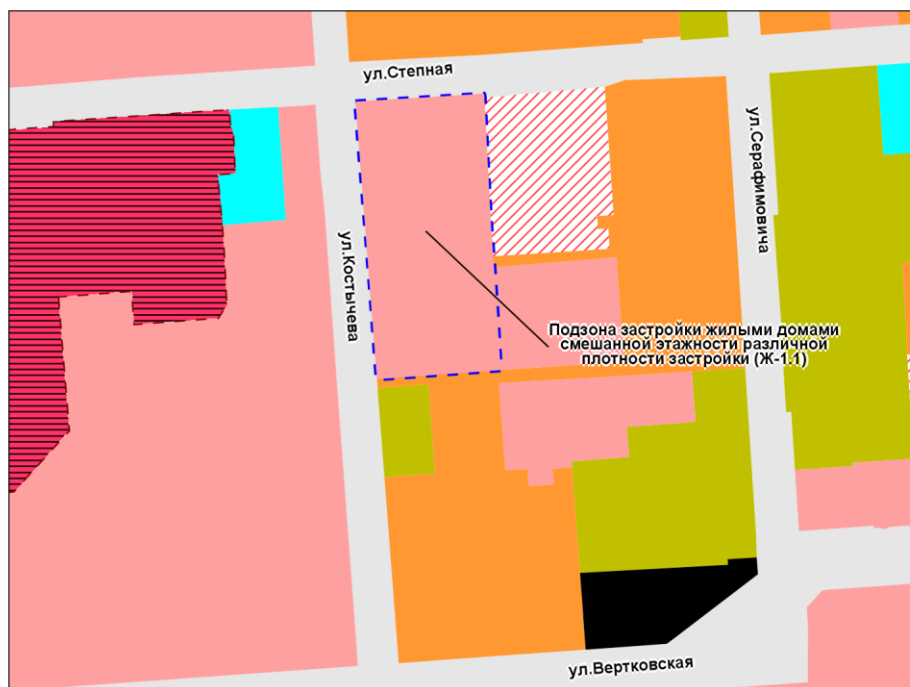 ул.Степная
ул.Серафимовича
ул.Костычева
Подзона застройки жилыми домами
смешанной этажности различной
плотности застройки (Ж-1.1)
ул.Вертковская